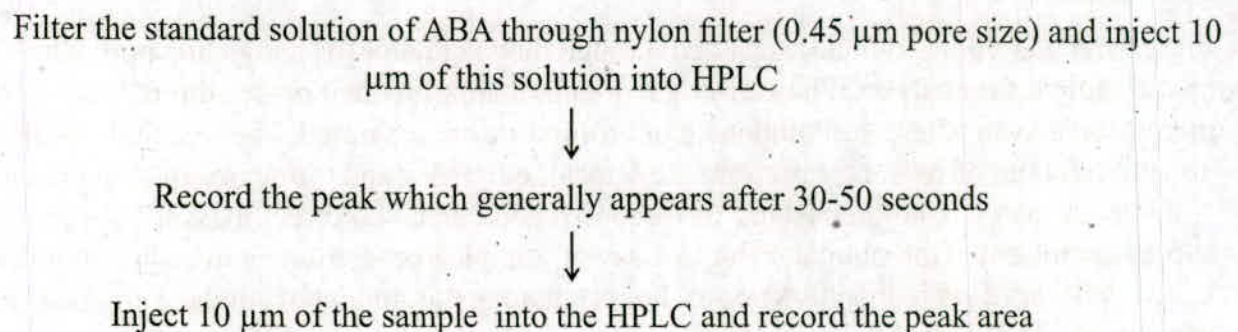 Filter the standard solution of ABA through nylon filter (0.45 μm pore size) and inject 10
μm of this solution into HPLC
Record the peak which generally appears after 30-50 seconds
Inject 10 μm of the sample into the HPLC and record the peak area